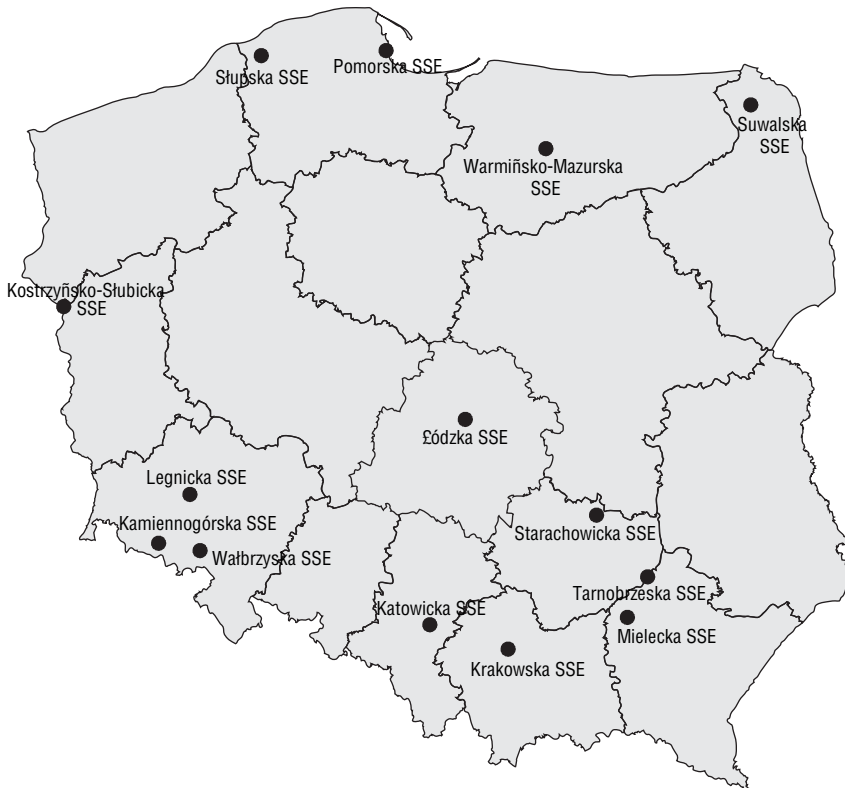 Słupska SSE
Pomorska SSE
Suwalska
SSE
Warmińsko-Mazurska
SSE
Kostrzyñsko-Słubicka
SSE
£ódzka SSE
Legnicka SSE
Kamiennogórska SSE
Wałbrzyska SSE
Starachowicka SSE
Tarnobrzeska SSE
Katowicka SSE
Mielecka SSE
Krakowska SSE